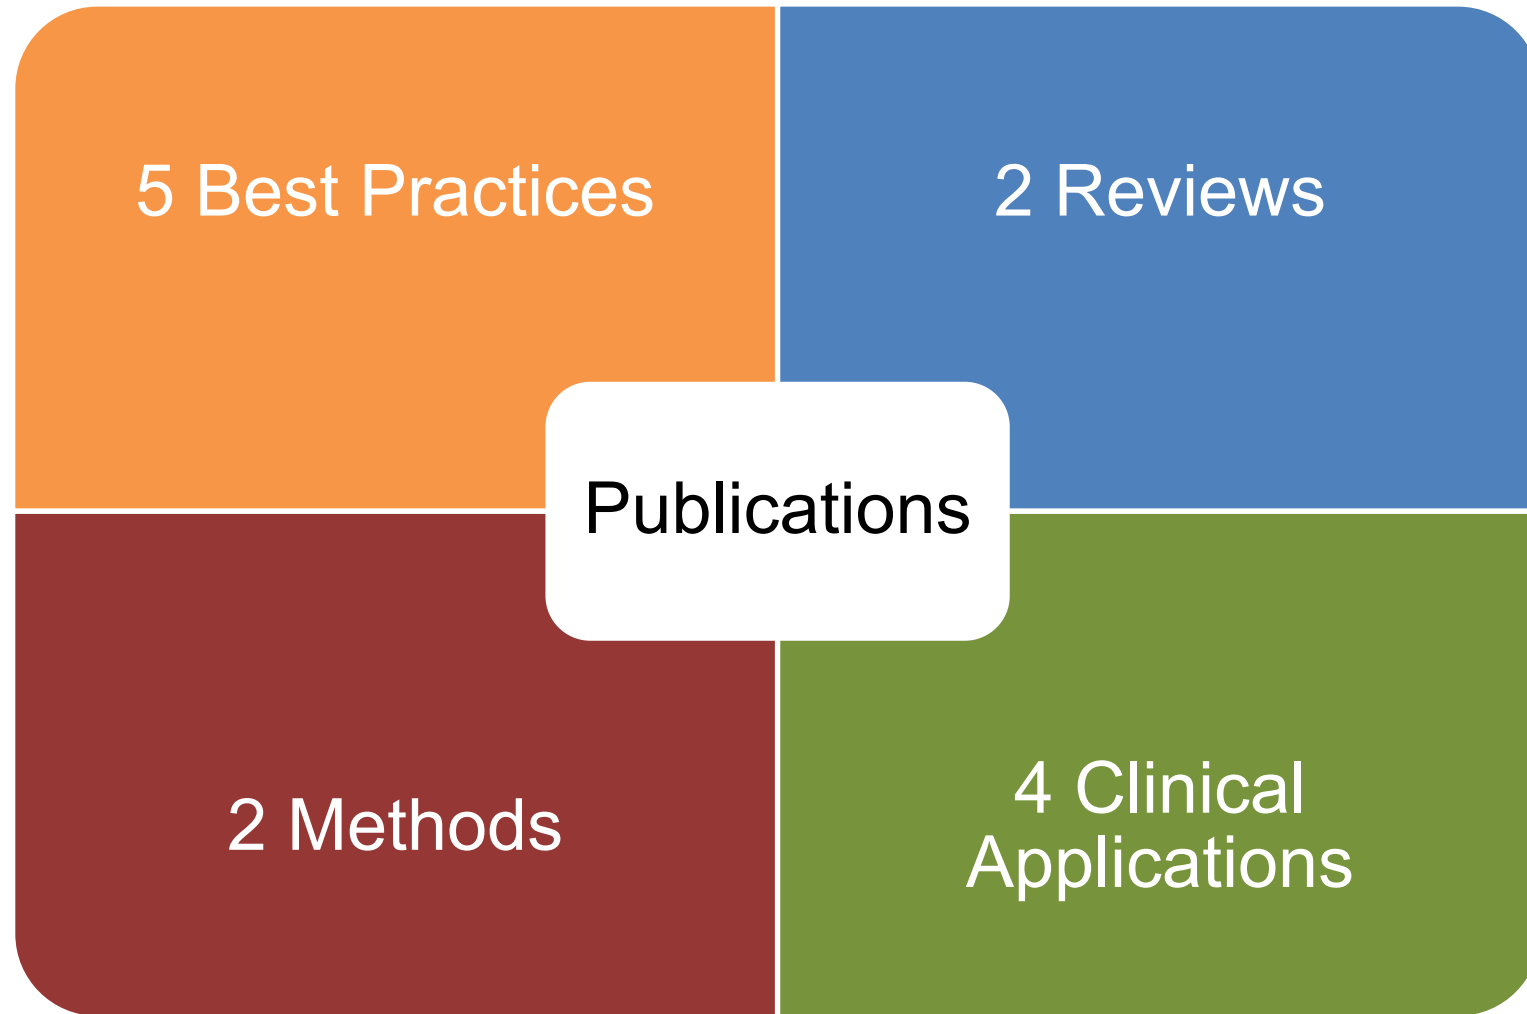 5 Best Practices
2 Reviews
Publications
2 Methods
4 Clinical
Applications